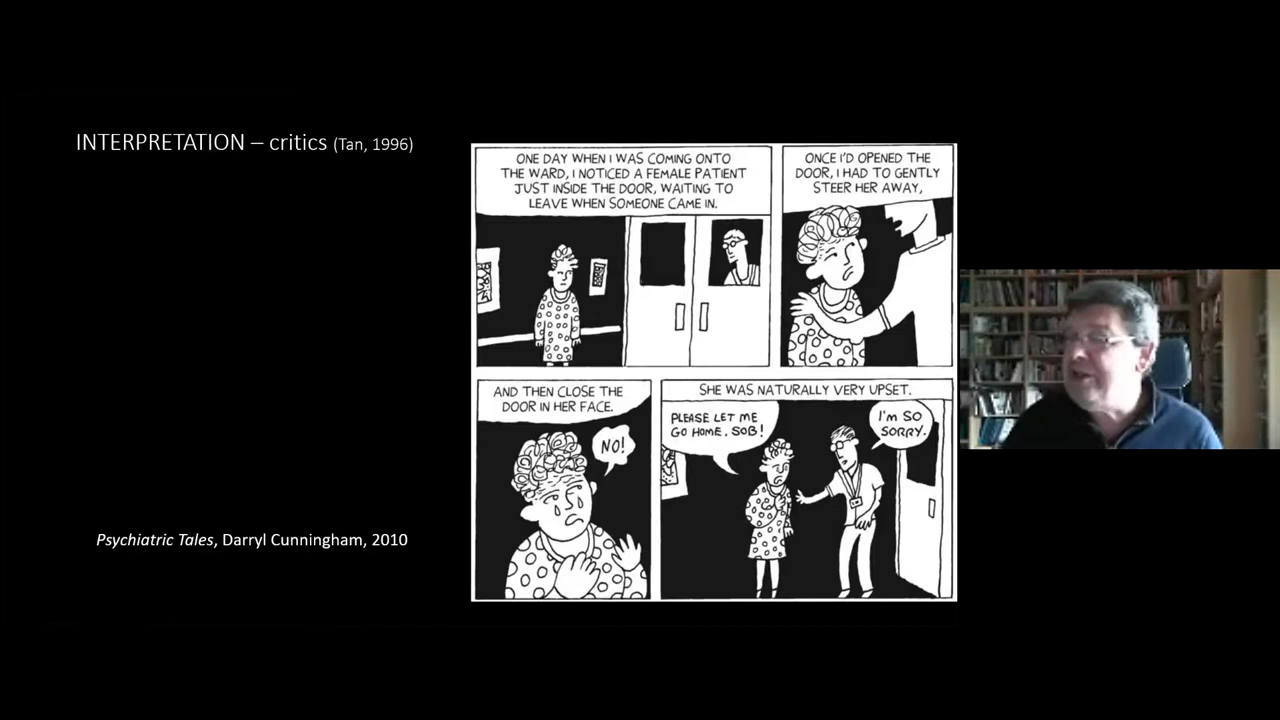 INTERPRETATION – critics (Tan, 1996)
ONE DAY WHEN I WAS COMING ONTO
THE WARD, I NOTICED A FEMALE PATIENT
JUST INSIDE THE DOOR, WAITING TO
LEAVE WHEN SOMEONE CAME IN.
ONCE I'D OPENED THE
DOOR, I HAD TO GENTLY
STEER HER AWAY,
AND THEN CLOSE THE
DOOR IN HER FACE.
NO!
SHE WAS NATURALLY VERY UPSET.
PLEASE LET ME
GO HOME. SOB!
I'M SO
SORRY.
Psychiatric Tales, Darryl Cunningham, 2010